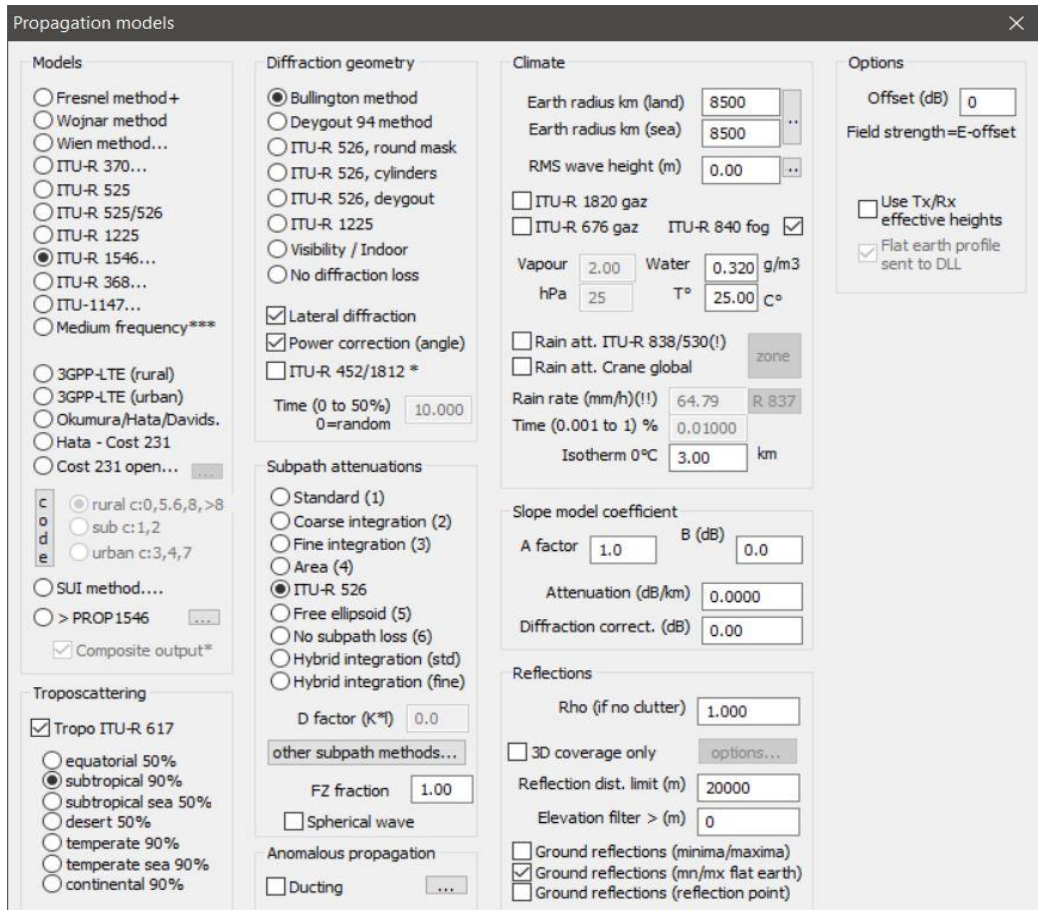 Propagation models
Models
Fresnel method+
Wojnar method
Wien method...
ITU-R 370...
ITU-R 525
ITU-R 525/526
ITU-R 1225
ITU-R 1546...
ITU-R 368...
ITU-1147...
Medium frequency***
3GPP-LTE (rural)
3GPP-LTE (urban)
Okumura/Hata/Davids.
Hata - Cost 231
Cost 231 open... ...
code
rural c:0,5.6,8,>8
sub c:1,2
urban c:3,4,7
SUI method....
> PROP1546 ...
Composite output*
Troposcattering
Tropo ITU-R 617
equatorial 50%
subtropical 90%
subtropical sea 50%
desert 50%
temperate 90%
temperate sea 90%
continental 90%
Diffraction geometry
Bullington method
Deygout 94 method
ITU-R 526, round mask
ITU-R 526, cylinders
ITU-R 526, deygout
ITU-R 1225
Visibility / Indoor
No diffraction loss
Lateral diffraction
Power correction (angle)
ITU-R 452/1812 *
Time (0 to 50%) 10.000
0=random
Subpath attenuations
Standard (1)
Coarse integration (2)
Fine integration (3)
Area (4)
ITU-R 526
Free ellipsoid (5)
No subpath loss (6)
Hybrid integration (std)
Hybrid integration (fine)
D factor (K*l) 0.0
other subpath methods...
FZ fraction 1.00
Spherical wave
Anomalous propagation
Ducting ...
Climate
Earth radius km (land) 8500 ..
Earth radius km (sea) 8500
RMS wave height (m) 0.00 ..
ITU-R 1820 gaz
ITU-R 676 gaz ITU-R 840 fog
Vapour 2.00 Water 0.320 g/m3
hPa 25 T° 25.00 C°
Rain att. ITU-R 838/530(!) zone
Rain att. Crane global
Rain rate (mm/h)(!!) 64.79 R 837
Time (0.001 to 1) % 0.01000
Isotherm 0°C 3.00 km
Slope model coefficient
A factor 1.0 B (dB) 0.0
Attenuation (dB/km) 0.0000
Diffraction correct. (dB) 0.00
Reflections
Rho (if no clutter) 1.000
3D coverage only options...
Reflection dist. limit (m) 20000
Elevation filter > (m) 0
Ground reflections (minima/maxima)
Ground reflections (mn/mx flat earth)
Ground reflections (reflection point)
Options
Offset (dB) 0
Field strength=E-offset
Use Tx/Rx
effective heights
Flat earth profile
sent to DLL